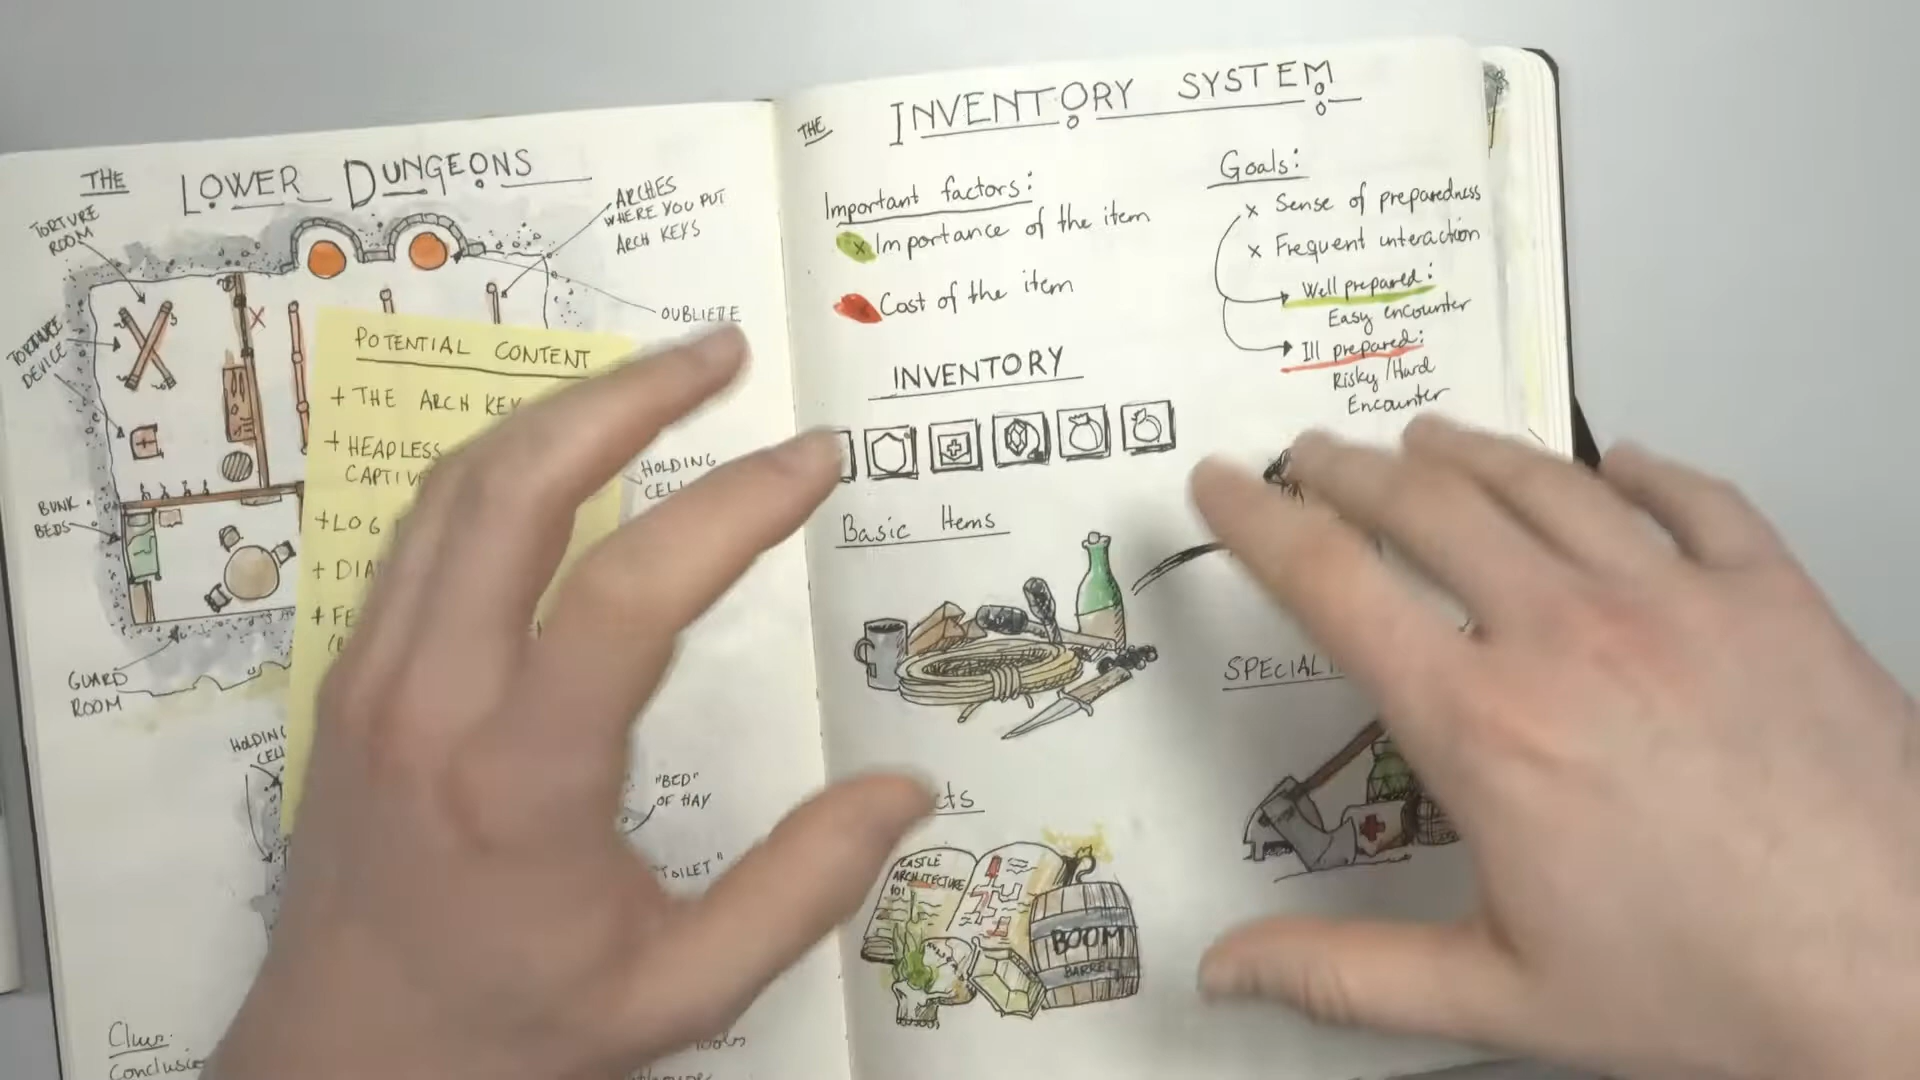 THE LOWER DUNGEONS
TORTURE
ROOM
ARCHES
WHERE YOU PUT
ARCH KEYS
OUBLIETTE
TORTURE
DEVICE
POTENTIAL CONTENT
+ THE ARCH KEY
+ HEADLESS
CAPTIVE
+ LOG
+ DIA
+ FE
HOLDING
CELL
BUNK
BEDS
GUARD
ROOM
HOLDING
CELL
"BED"
OF HAY
"TOILET"
Clues:
THE INVENTORY SYSTEM
Important factors:
x Importance of the item
Cost of the item
Goals:
x Sense of preparedness
x Frequent interaction
Well prepared:
Easy encounter
Ill prepared:
Risky/Hard
Encounter
INVENTORY
Basic Items
SPECIAL
cts
CASTLE
ARCHITECTURE
101
BOOM
BARREL